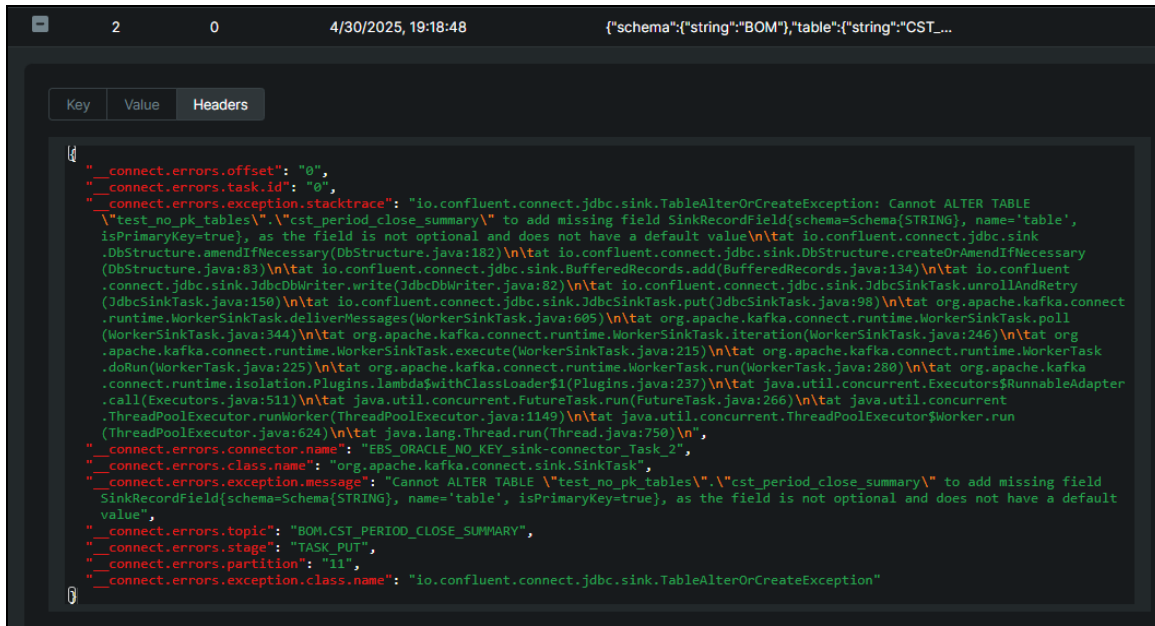 2 0 4/30/2025, 19:18:48 {"schema":{"string":"BOM"},"table":{"string":"CST_...
Key Value Headers
{
"__connect.errors.offset": "0",
"__connect.errors.task.id": "0",
"__connect.errors.exception.stacktrace": "io.confluent.connect.jdbc.sink.TableAlterOrCreateException: Cannot ALTER TABLE
\"test_no_pk_tables\".\"cst_period_close_summary\" to add missing field SinkRecordField{schema=Schema{STRING}, name='table',
isPrimaryKey=true}, as the field is not optional and does not have a default value\n\tat io.confluent.connect.jdbc.sink
.DbStructure.amendIfNecessary(DbStructure.java:182)\n\tat io.confluent.connect.jdbc.sink.DbStructure.createOrAmendIfNecessary
(DbStructure.java:83)\n\tat io.confluent.connect.jdbc.sink.BufferedRecords.add(BufferedRecords.java:134)\n\tat io.confluent
.connect.jdbc.sink.JdbcDbWriter.write(JdbcDbWriter.java:82)\n\tat io.confluent.connect.jdbc.sink.JdbcSinkTask.unrollAndRetry
(JdbcSinkTask.java:150)\n\tat io.confluent.connect.jdbc.sink.JdbcSinkTask.put(JdbcSinkTask.java:98)\n\tat org.apache.kafka.connect
.runtime.WorkerSinkTask.deliverMessages(WorkerSinkTask.java:605)\n\tat org.apache.kafka.connect.runtime.WorkerSinkTask.poll
(WorkerSinkTask.java:344)\n\tat org.apache.kafka.connect.runtime.WorkerSinkTask.iteration(WorkerSinkTask.java:246)\n\tat org
.apache.kafka.connect.runtime.WorkerSinkTask.execute(WorkerSinkTask.java:215)\n\tat org.apache.kafka.connect.runtime.WorkerTask
.doRun(WorkerTask.java:225)\n\tat org.apache.kafka.connect.runtime.WorkerTask.run(WorkerTask.java:280)\n\tat org.apache.kafka
.connect.runtime.isolation.Plugins.lambda$withClassLoader$1(Plugins.java:237)\n\tat java.util.concurrent.Executors$RunnableAdapter
.call(Executors.java:511)\n\tat java.util.concurrent.FutureTask.run(FutureTask.java:266)\n\tat java.util.concurrent
.ThreadPoolExecutor.runWorker(ThreadPoolExecutor.java:1149)\n\tat java.util.concurrent.ThreadPoolExecutor$Worker.run
(ThreadPoolExecutor.java:624)\n\tat java.lang.Thread.run(Thread.java:750)\n",
"__connect.errors.connector.name": "EBS_ORACLE_NO_KEY_sink-connector_Task_2",
"__connect.errors.class.name": "org.apache.kafka.connect.sink.SinkTask",
"__connect.errors.exception.message": "Cannot ALTER TABLE \"test_no_pk_tables\".\"cst_period_close_summary\" to add missing field
SinkRecordField{schema=Schema{STRING}, name='table', isPrimaryKey=true}, as the field is not optional and does not have a default
value",
"__connect.errors.topic": "BOM.CST_PERIOD_CLOSE_SUMMARY",
"__connect.errors.stage": "TASK_PUT",
"__connect.errors.partition": "11",
"__connect.errors.exception.class.name": "io.confluent.connect.jdbc.sink.TableAlterOrCreateException"
}